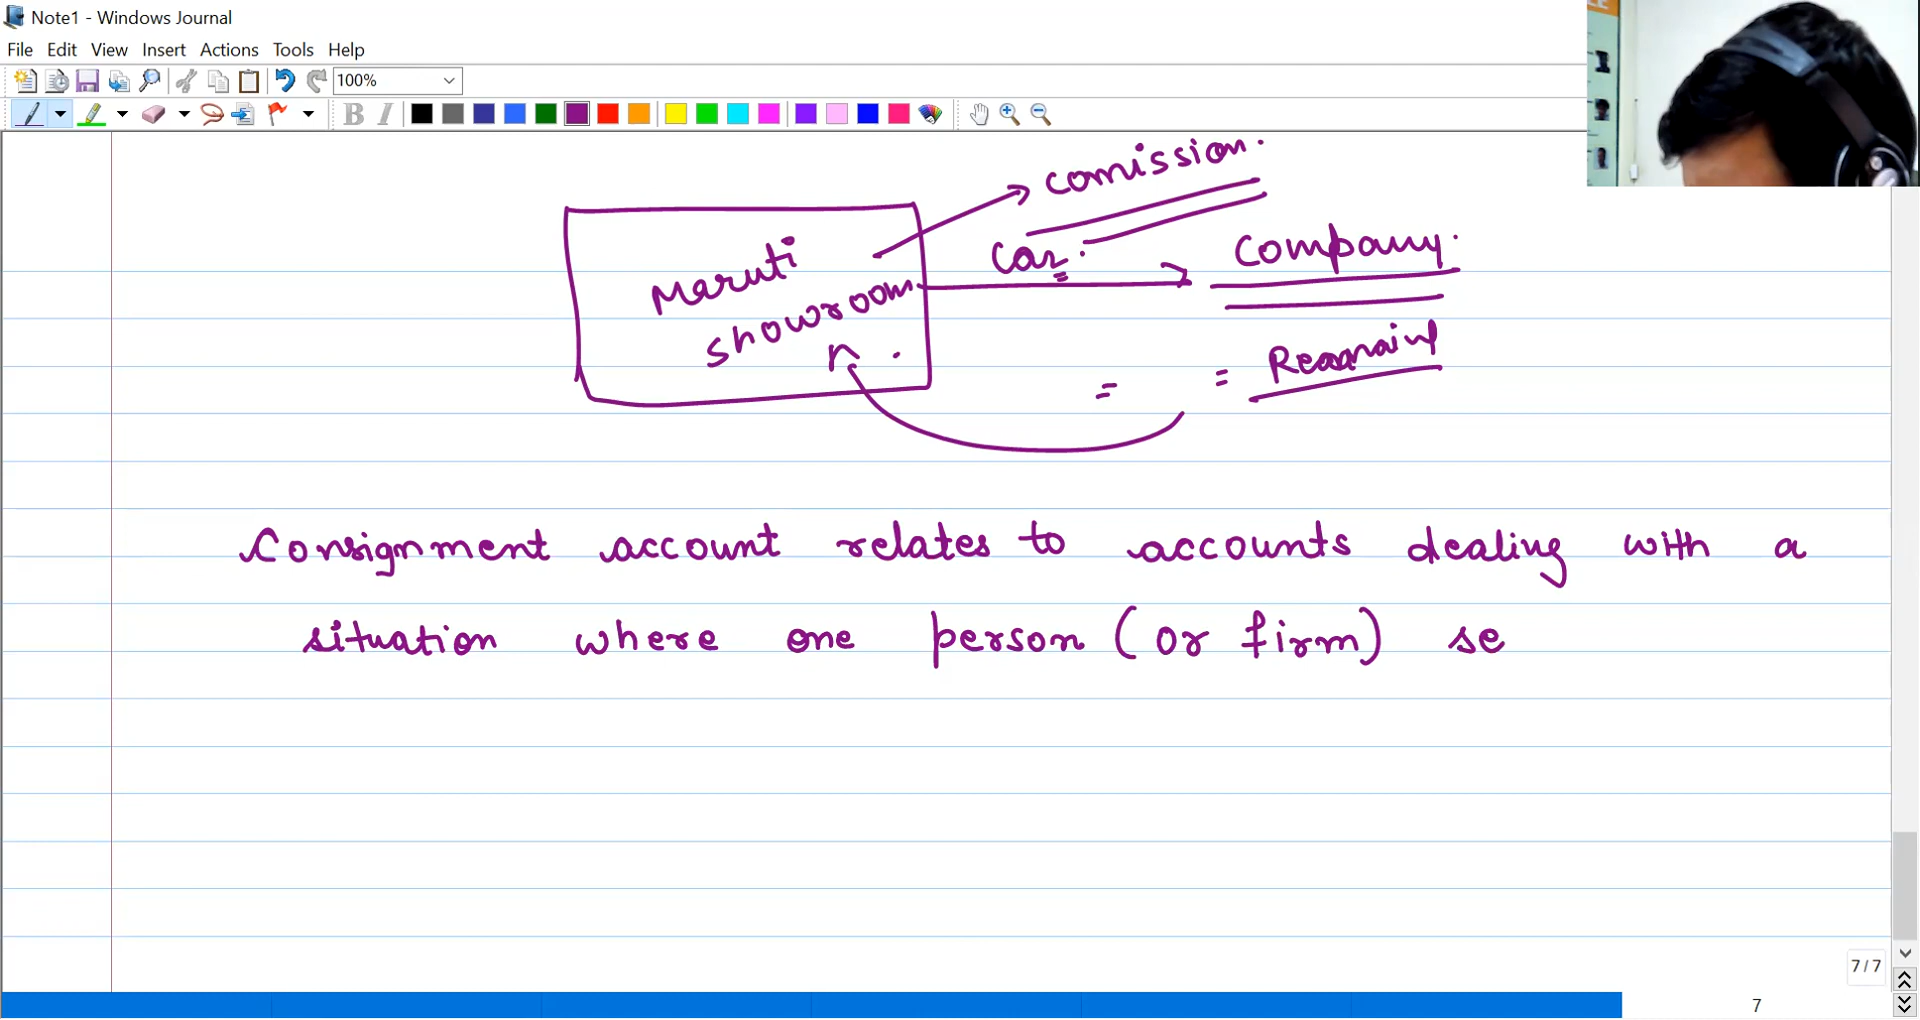 Note1 - Windows Journal
File Edit View Insert Actions Tools Help
100%
B I
comission.
Car.
Company.
Maruti
showroom
=
=
Consignment account relates to accounts dealing with a
situation where one person (or firm) se
7/7
7